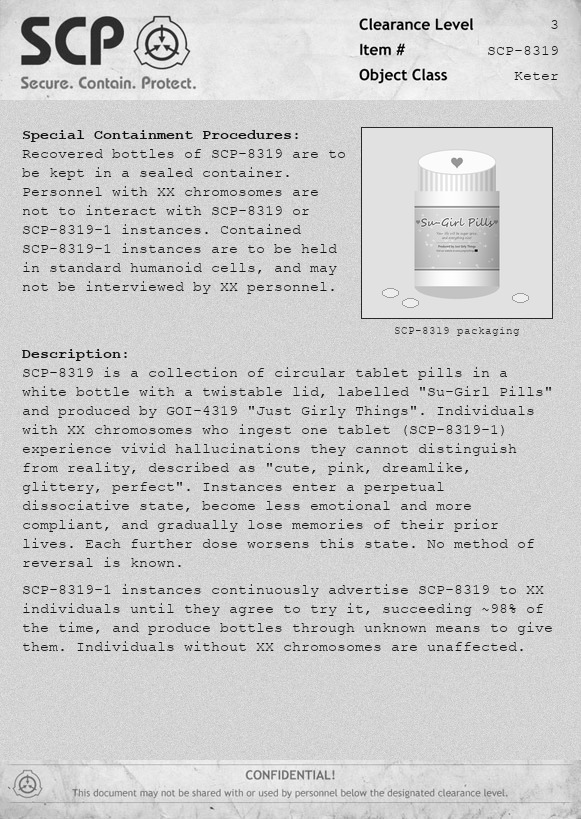 SCP
Secure. Contain. Protect.
Clearance Level 3
Item # SCP-8319
Object Class Keter
Special Containment Procedures:
Recovered bottles of SCP-8319 are to
be kept in a sealed container.
Personnel with XX chromosomes are
not to interact with SCP-8319 or
SCP-8319-1 instances. Contained
SCP-8319-1 instances are to be held
in standard humanoid cells, and may
not be interviewed by XX personnel.
Su-Girl Pills
SCP-8319 packaging
Description:
SCP-8319 is a collection of circular tablet pills in a
white bottle with a twistable lid, labelled "Su-Girl Pills"
and produced by GOI-4319 "Just Girly Things". Individuals
with XX chromosomes who ingest one tablet (SCP-8319-1)
experience vivid hallucinations they cannot distinguish
from reality, described as "cute, pink, dreamlike,
glittery, perfect". Instances enter a perpetual
dissociative state, become less emotional and more
compliant, and gradually lose memories of their prior
lives. Each further dose worsens this state. No method of
reversal is known.
SCP-8319-1 instances continuously advertise SCP-8319 to XX
individuals until they agree to try it, succeeding ~98% of
the time, and produce bottles through unknown means to give
them. Individuals without XX chromosomes are unaffected.
CONFIDENTIAL!
This document may not be shared with or used by personnel below the designated clearance level.